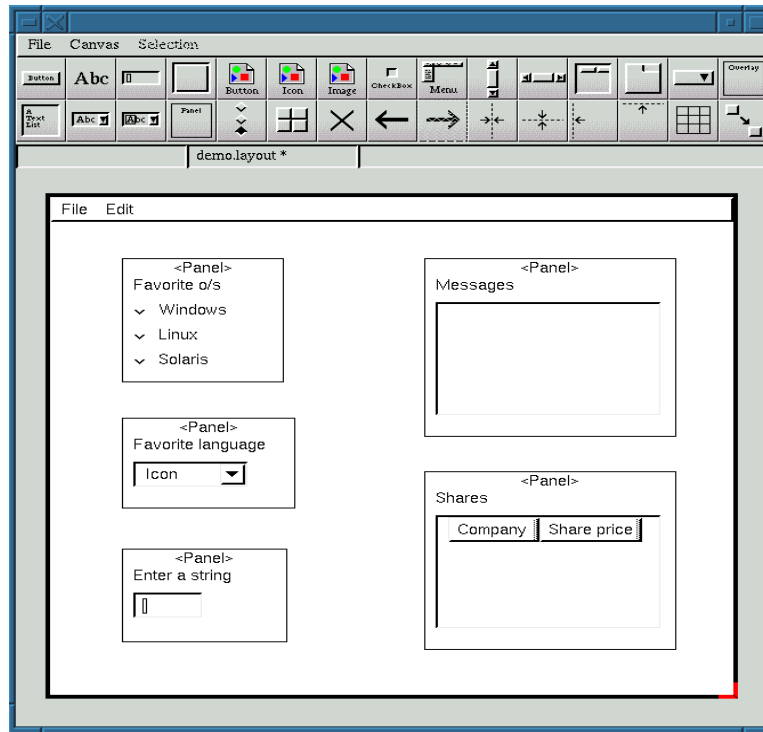 File Canvas Selection
Button Abc Button Icon Image CheckBox Menu Overlay
A Text List Abc Abc Panel
demo.layout *
File Edit
<Panel>
Favorite o/s
Windows
Linux
Solaris
<Panel>
Favorite language
Icon
<Panel>
Enter a string
<Panel>
Messages
<Panel>
Shares
Company Share price